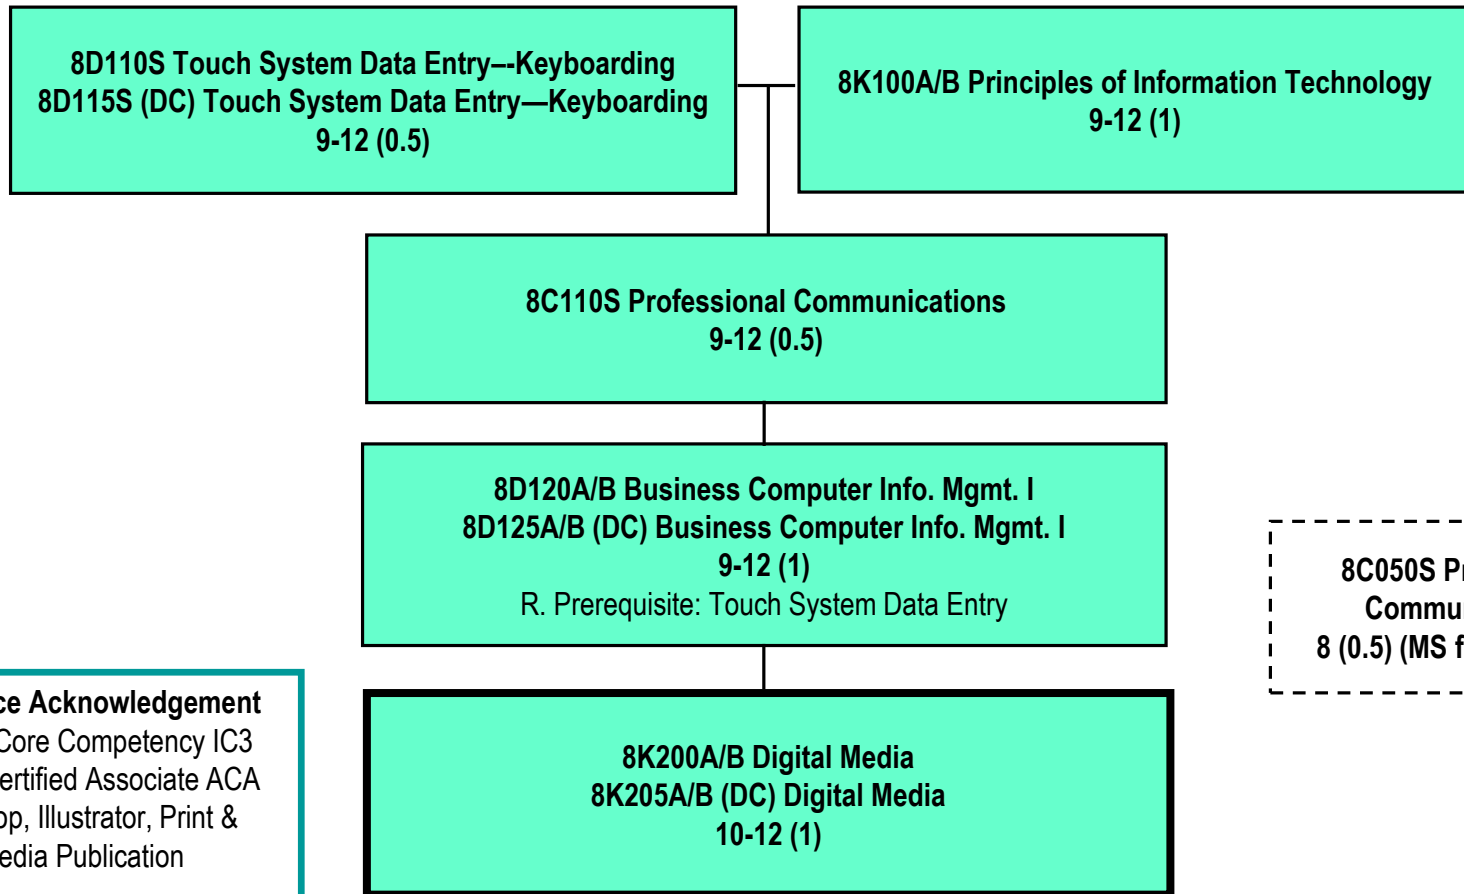 8D110S Touch System Data Entry–-Keyboarding
8D115S (DC) Touch System Data Entry—Keyboarding
9-12 (0.5)
8K100A/B Principles of Information Technology
9-12 (1)
8C110S Professional Communications
9-12 (0.5)
8D120A/B Business Computer Info. Mgmt. I
8D125A/B (DC) Business Computer Info. Mgmt. I
9-12 (1)
R. Prerequisite: Touch System Data Entry
8C050S
8 (0.5) (MS
Acknowledgement
Core Competency IC3
Associate ACA
Illustrator, Print &
Publication
8K200A/B Digital Media
8K205A/B (DC) Digital Media
10-12 (1)